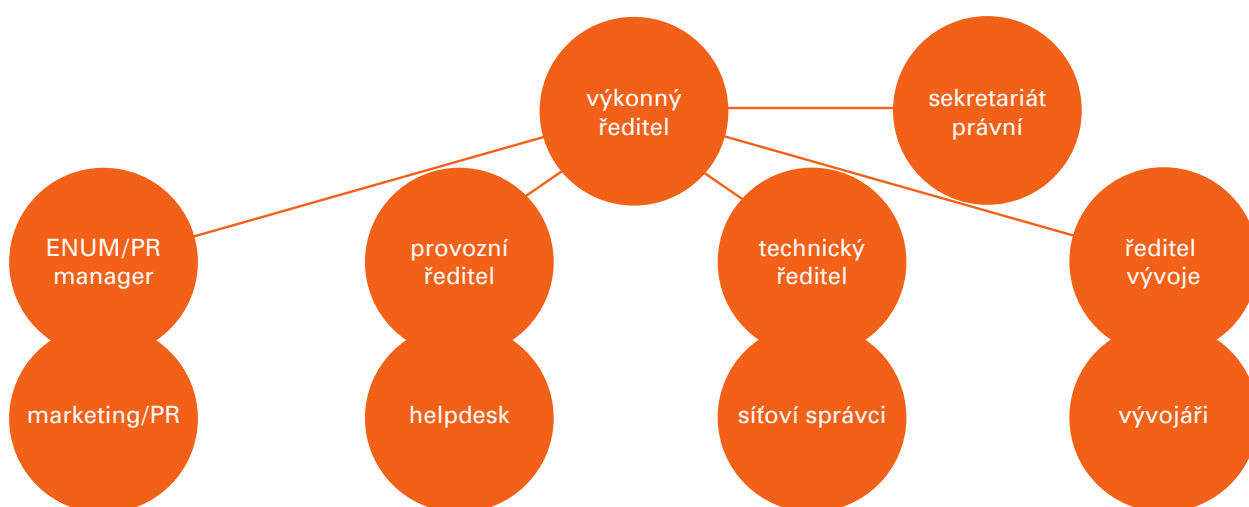 výkonný
ředitel
sekretariát
právní
ENUM/PR
manager
provozní
ředitel
technický
ředitel
ředitel
vývoje
marketing/PR
helpdesk
síťoví správci
vývojáři